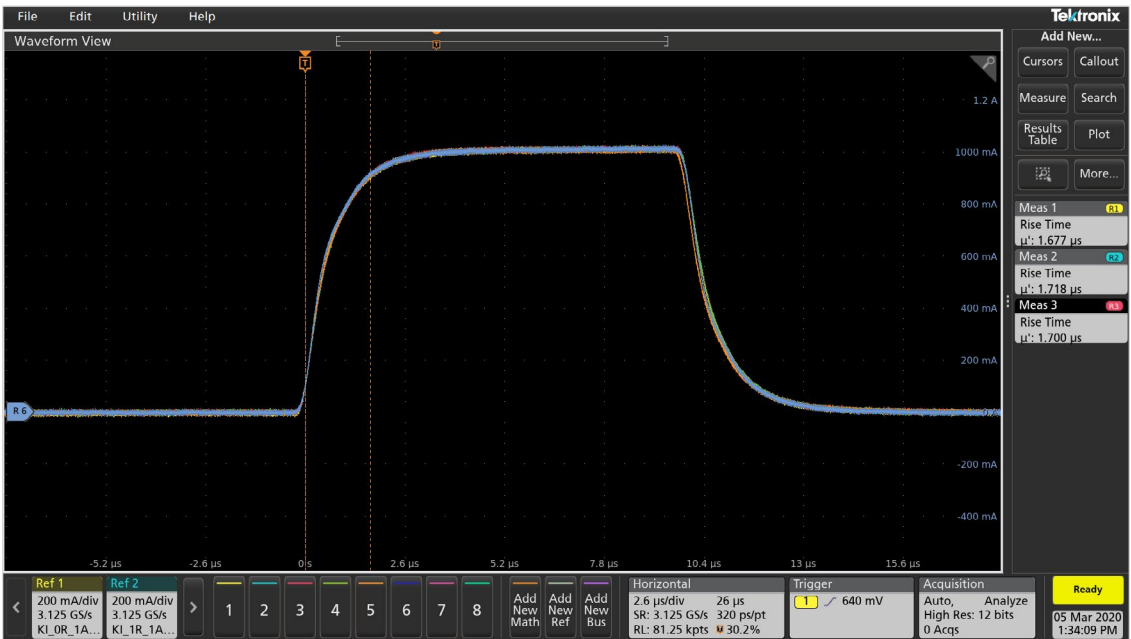 File Edit Utility Help
Tektronix
Waveform View
Add New...
T
T
Cursors Callout
Measure Search
Results Table Plot
More...
1.2 A
1000 mA
800 mA
600 mA
400 mA
200 mA
-200 mA
-400 mA
R 6
Meas 1 R1
Rise Time
µ': 1.677 µs
Meas 2 R2
Rise Time
µ': 1.718 µs
Meas 3 R3
Rise Time
µ': 1.700 µs
-5.2 µs -2.6 µs 0 s 2.6 µs 5.2 µs 7.8 µs 10.4 µs 13 µs 15.6 µs
Ref 1
200 mA/div
3.125 GS/s
KI_0R_1A...
Ref 2
200 mA/div
3.125 GS/s
KI_1R_1A...
1 2 3 4 5 6 7 8
Add New Math
Add New Ref
Add New Bus
Horizontal
2.6 µs/div 26 µs
SR: 3.125 GS/s 320 ps/pt
RL: 81.25 kpts 30.2%
Trigger
1 640 mV
Acquisition
Auto, Analyze
High Res: 12 bits
0 Acqs
Ready
05 Mar 2020
1:34:09 PM